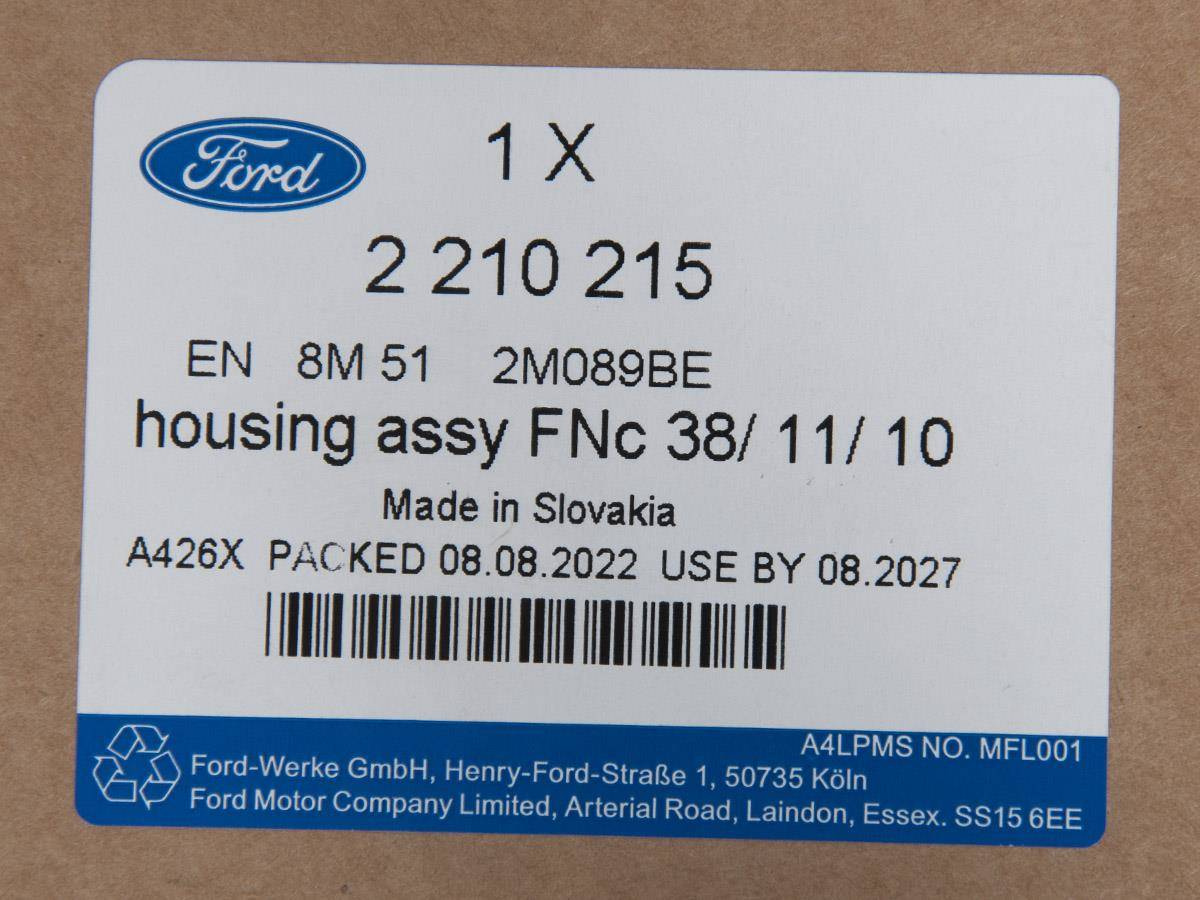 Ford
1 X
2 210 215
EN 8M 51 2M089BE
housing assy FNc 38/ 11/ 10
Made in Slovakia
A426X PACKED 08.08.2022 USE BY 08.2027
A4LPMS NO. MFL001
Ford-Werke GmbH, Henry-Ford-Straße 1, 50735 Köln
Ford Motor Company Limited, Arterial Road, Laindon, Essex. SS15 6EE